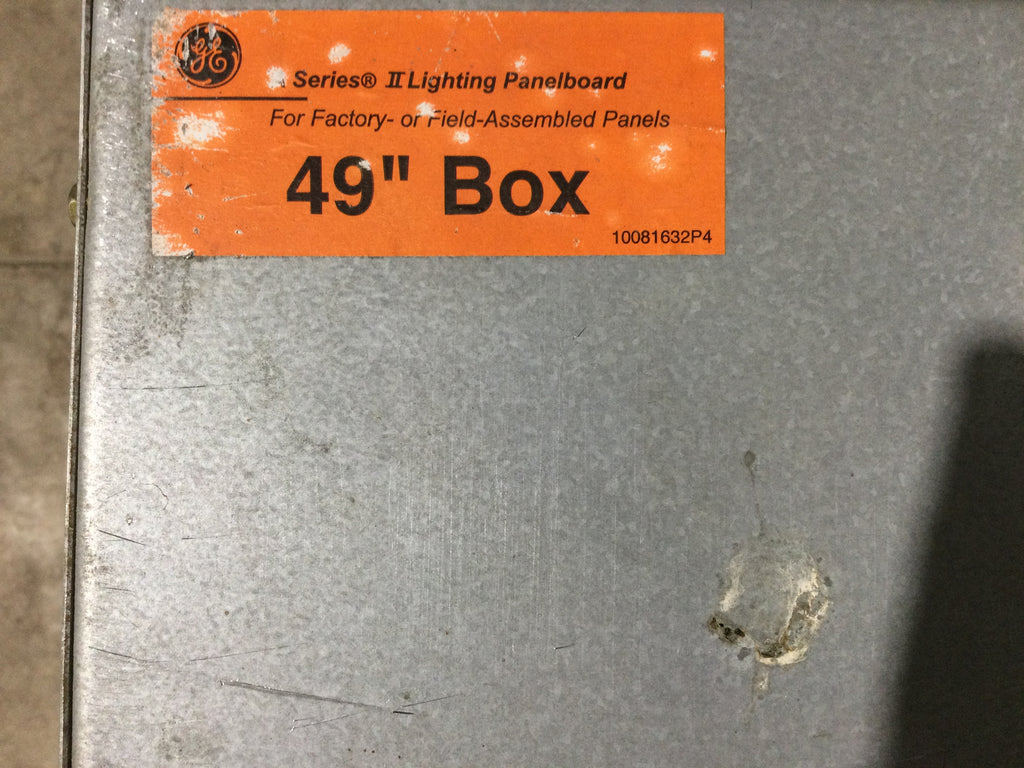 GE
Series® II Lighting Panelboard
For Factory- or Field-Assembled Panels
49" Box
10081632P4